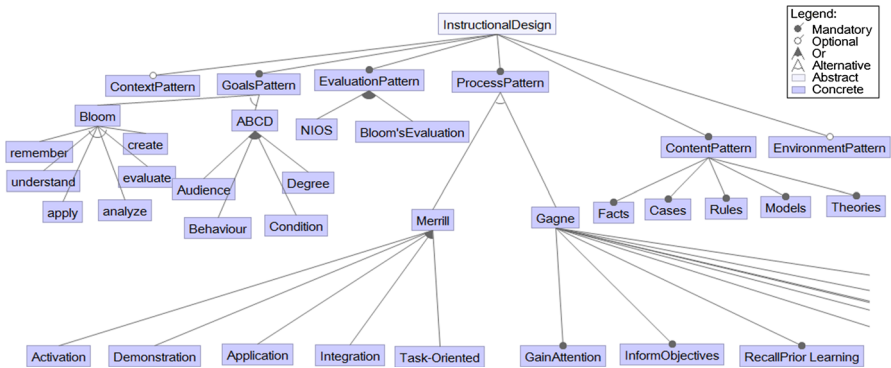 InstructionalDesign
Legend:
Mandatory
Optional
Or
Alternative
Abstract
Concrete
ContextPattern
GoalsPattern
EvaluationPattern
ProcessPattern
ContentPattern
EnvironmentPattern
Bloom
ABCD
NIOS
Bloom'sEvaluation
remember
create
understand
evaluate
apply
analyze
Audience
Degree
Behaviour
Condition
Merrill
Gagne
Facts
Cases
Rules
Models
Theories
Activation
Demonstration
Application
Integration
Task-Oriented
GainAttention
InformObjectives
RecallPrior Learning